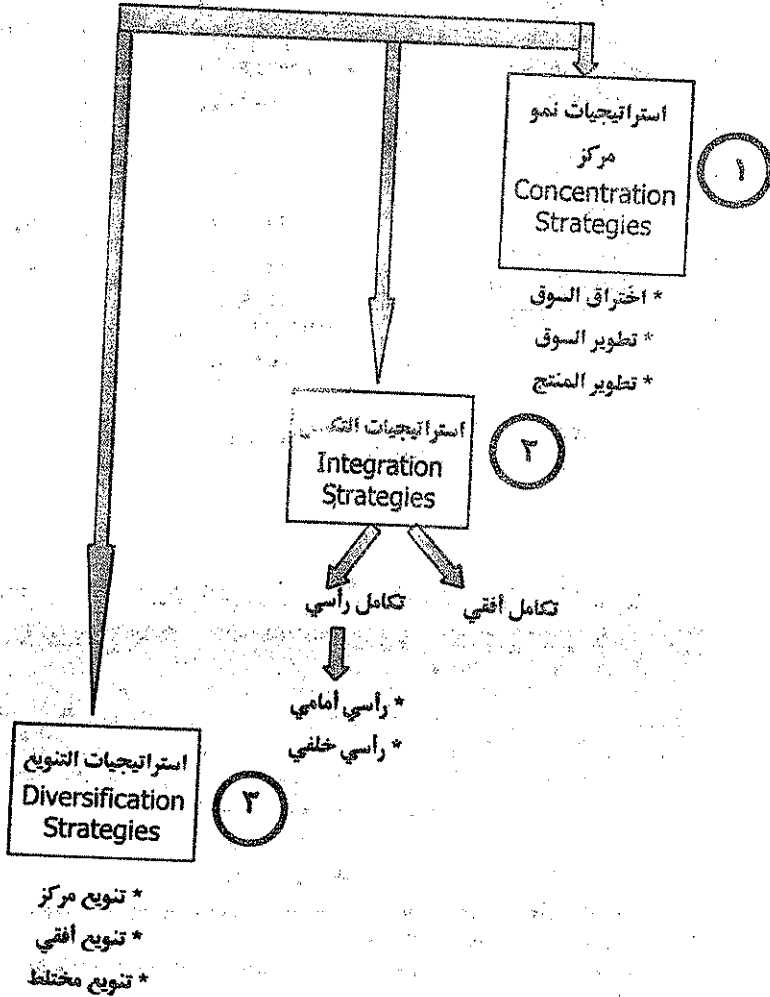 استراتيجيات نمو
مركز
Concentration
Strategies
١
* اختراق السوق
* تطوير السوق
* تطوير المنتج
استراتيجيات
Integration
Strategies
٢
تكامل أفقي
تكامل رأسي
* رأسي أمامي
* رأسي خلفي
استراتيجيات التنويع
Diversification
Strategies
٣
* تنويع مركز
* تنويع أفقي
* تنويع مختلط